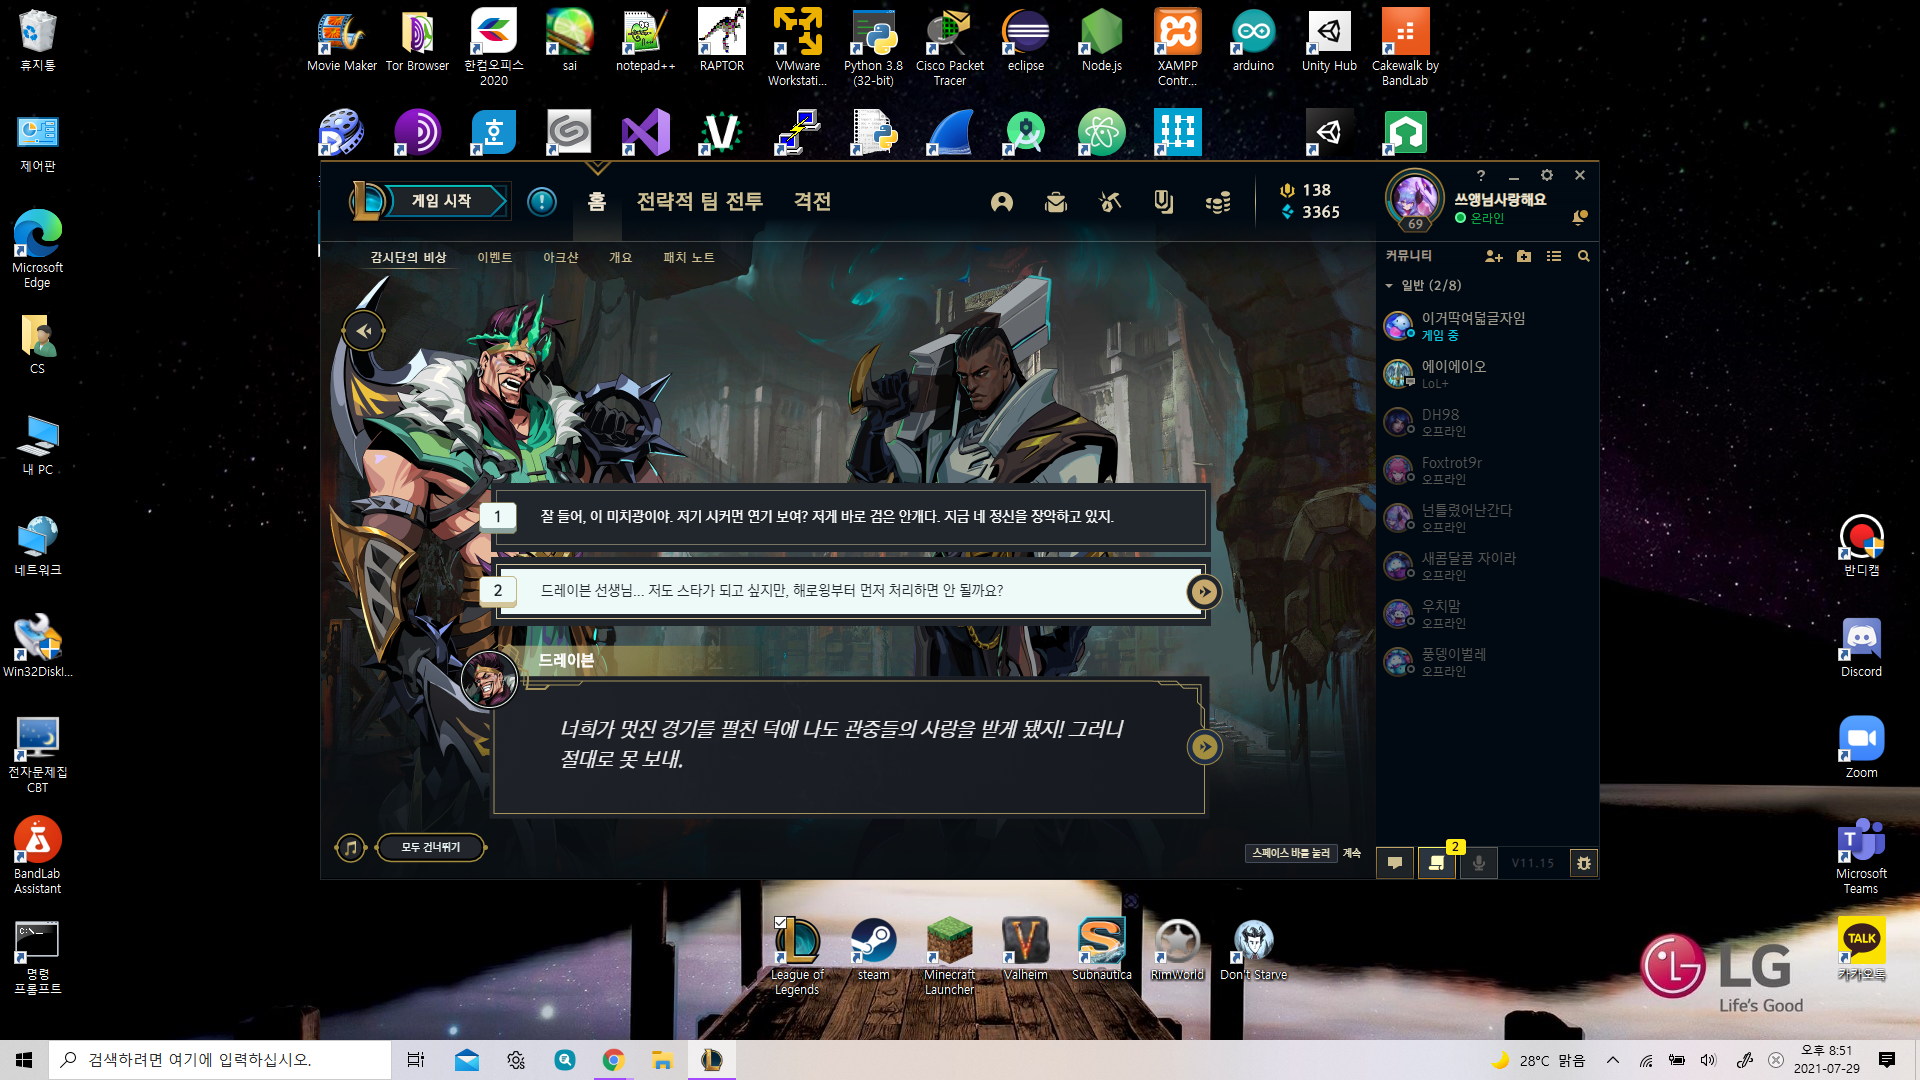 휴지통
Movie Maker
Tor Browser
한컴오피스
2020
sai
notepad++
RAPTOR
VMware
Workstati...
Python 3.8
(32-bit)
Cisco Packet
Tracer
eclipse
Node.js
XAMPP
Contr...
arduino
Unity Hub
Cakewalk by
BandLab
제어판
Microsoft
Edge
CS
내 PC
네트워크
Win32Diskl...
전자문제집
CBT
BandLab
Assistant
명령
프롬프트
게임 시작
홈
전략적 팀 전투
격전
138
3365
69
쓰앵님사랑해요
온라인
감시단의 비상
이벤트
아크샨
개요
패치 노트
커뮤니티
일반 (2/8)
이거딱여덟글자임
게임 중
에이에이오
LoL+
DH98
오프라인
Foxtrot9r
오프라인
넌틀렸어난간다
오프라인
새콤달콤 자이라
오프라인
우치맘
오프라인
풍뎅이벌레
오프라인
1
잘 들어, 이 미치광이야. 저기 시커먼 연기 보여? 저게 바로 검은 안개다. 지금 네 정신을 장악하고 있지.
2
드레이븐 선생님... 저도 스타가 되고 싶지만, 해로윙부터 먼저 처리하면 안 될까요?
드레이븐
너희가 멋진 경기를 펼친 덕에 나도 관중들의 사랑을 받게 됐지! 그러니
절대로 못 보내.
모두 건너뛰기
스페이스 바를 눌러
계속
2
V11.15
반디캠
Discord
Zoom
Microsoft
Teams
TALK
카카오톡
League of
Legends
steam
Minecraft
Launcher
Valheim
Subnautica
RimWorld
Don't Starve
LG
Life's Good
검색하려면 여기에 입력하십시오.
28°C 맑음
오후 8:51
2021-07-29